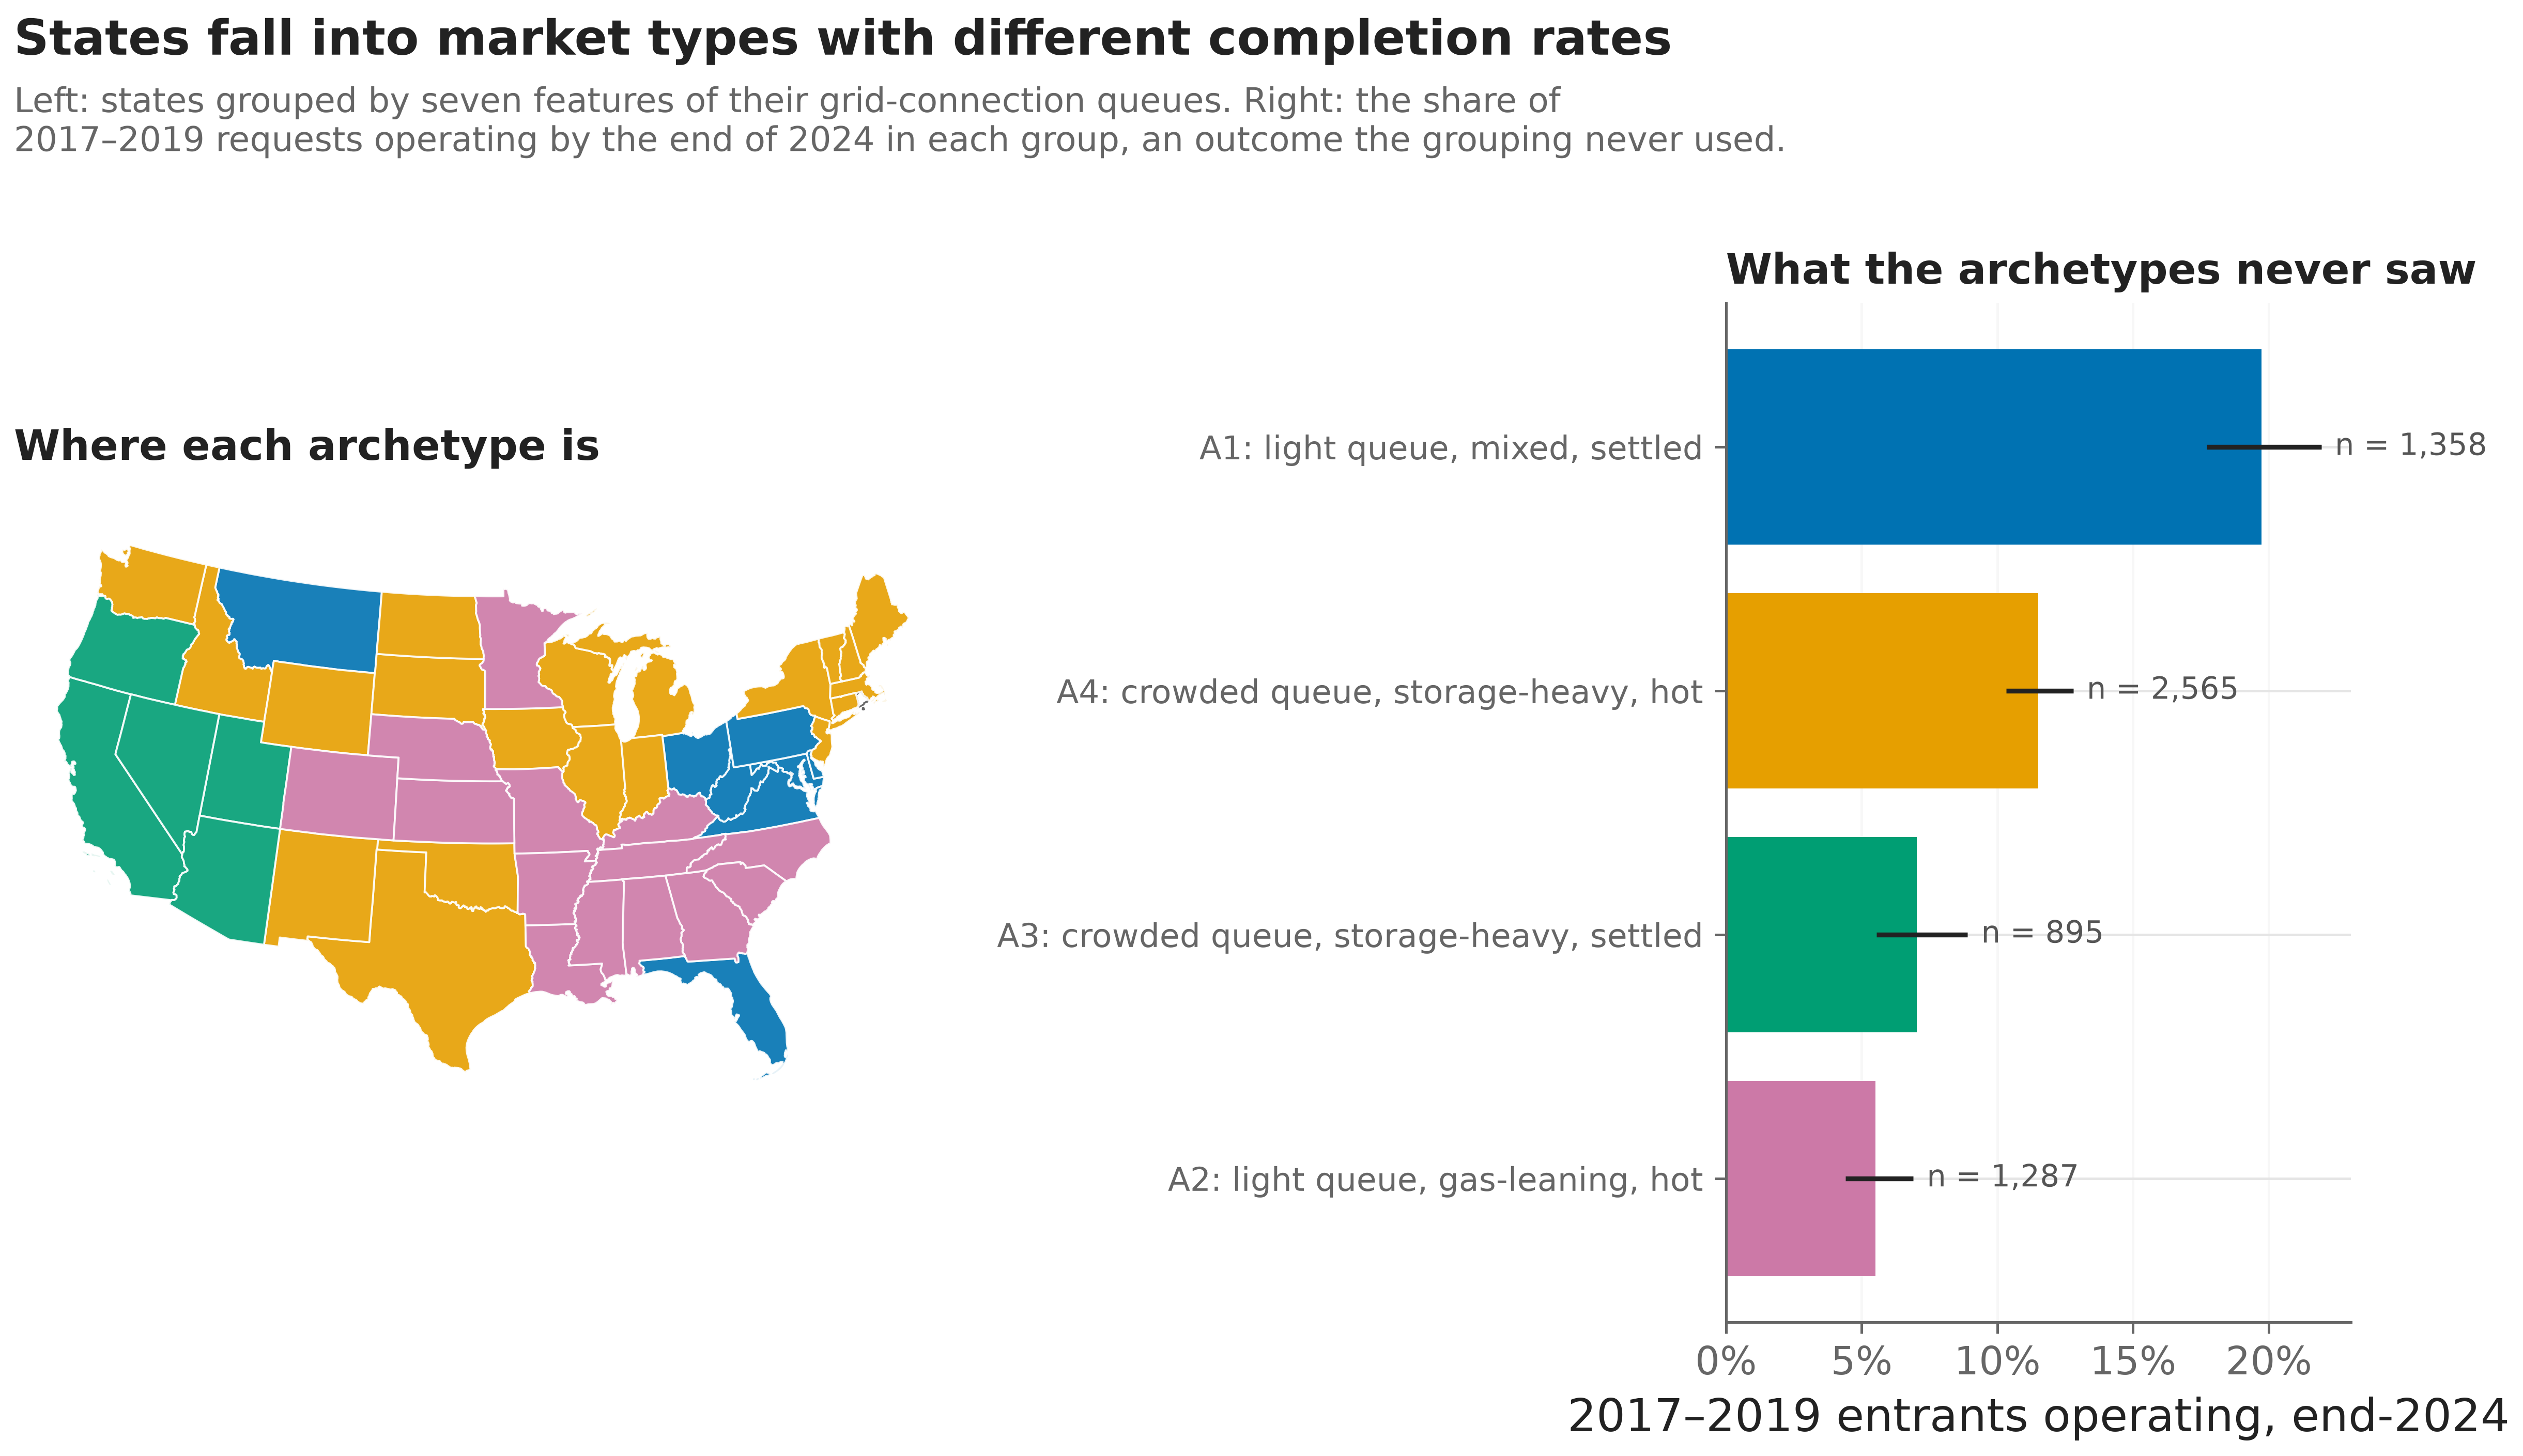 States fall into market types with different completion rates
Left: states grouped by seven features of their grid-connection queues. Right: the share of
2017–2019 requests operating by the end of 2024 in each group, an outcome the grouping never used.
Where each archetype is
What the archetypes never saw
A1: light queue, mixed, settled
n = 1,358
A4: crowded queue, storage-heavy, hot
n = 2,565
A3: crowded queue, storage-heavy, settled
n = 895
A2: light queue, gas-leaning, hot
n = 1,287
0% 5% 10% 15% 20%
2017–2019 entrants operating, end-2024